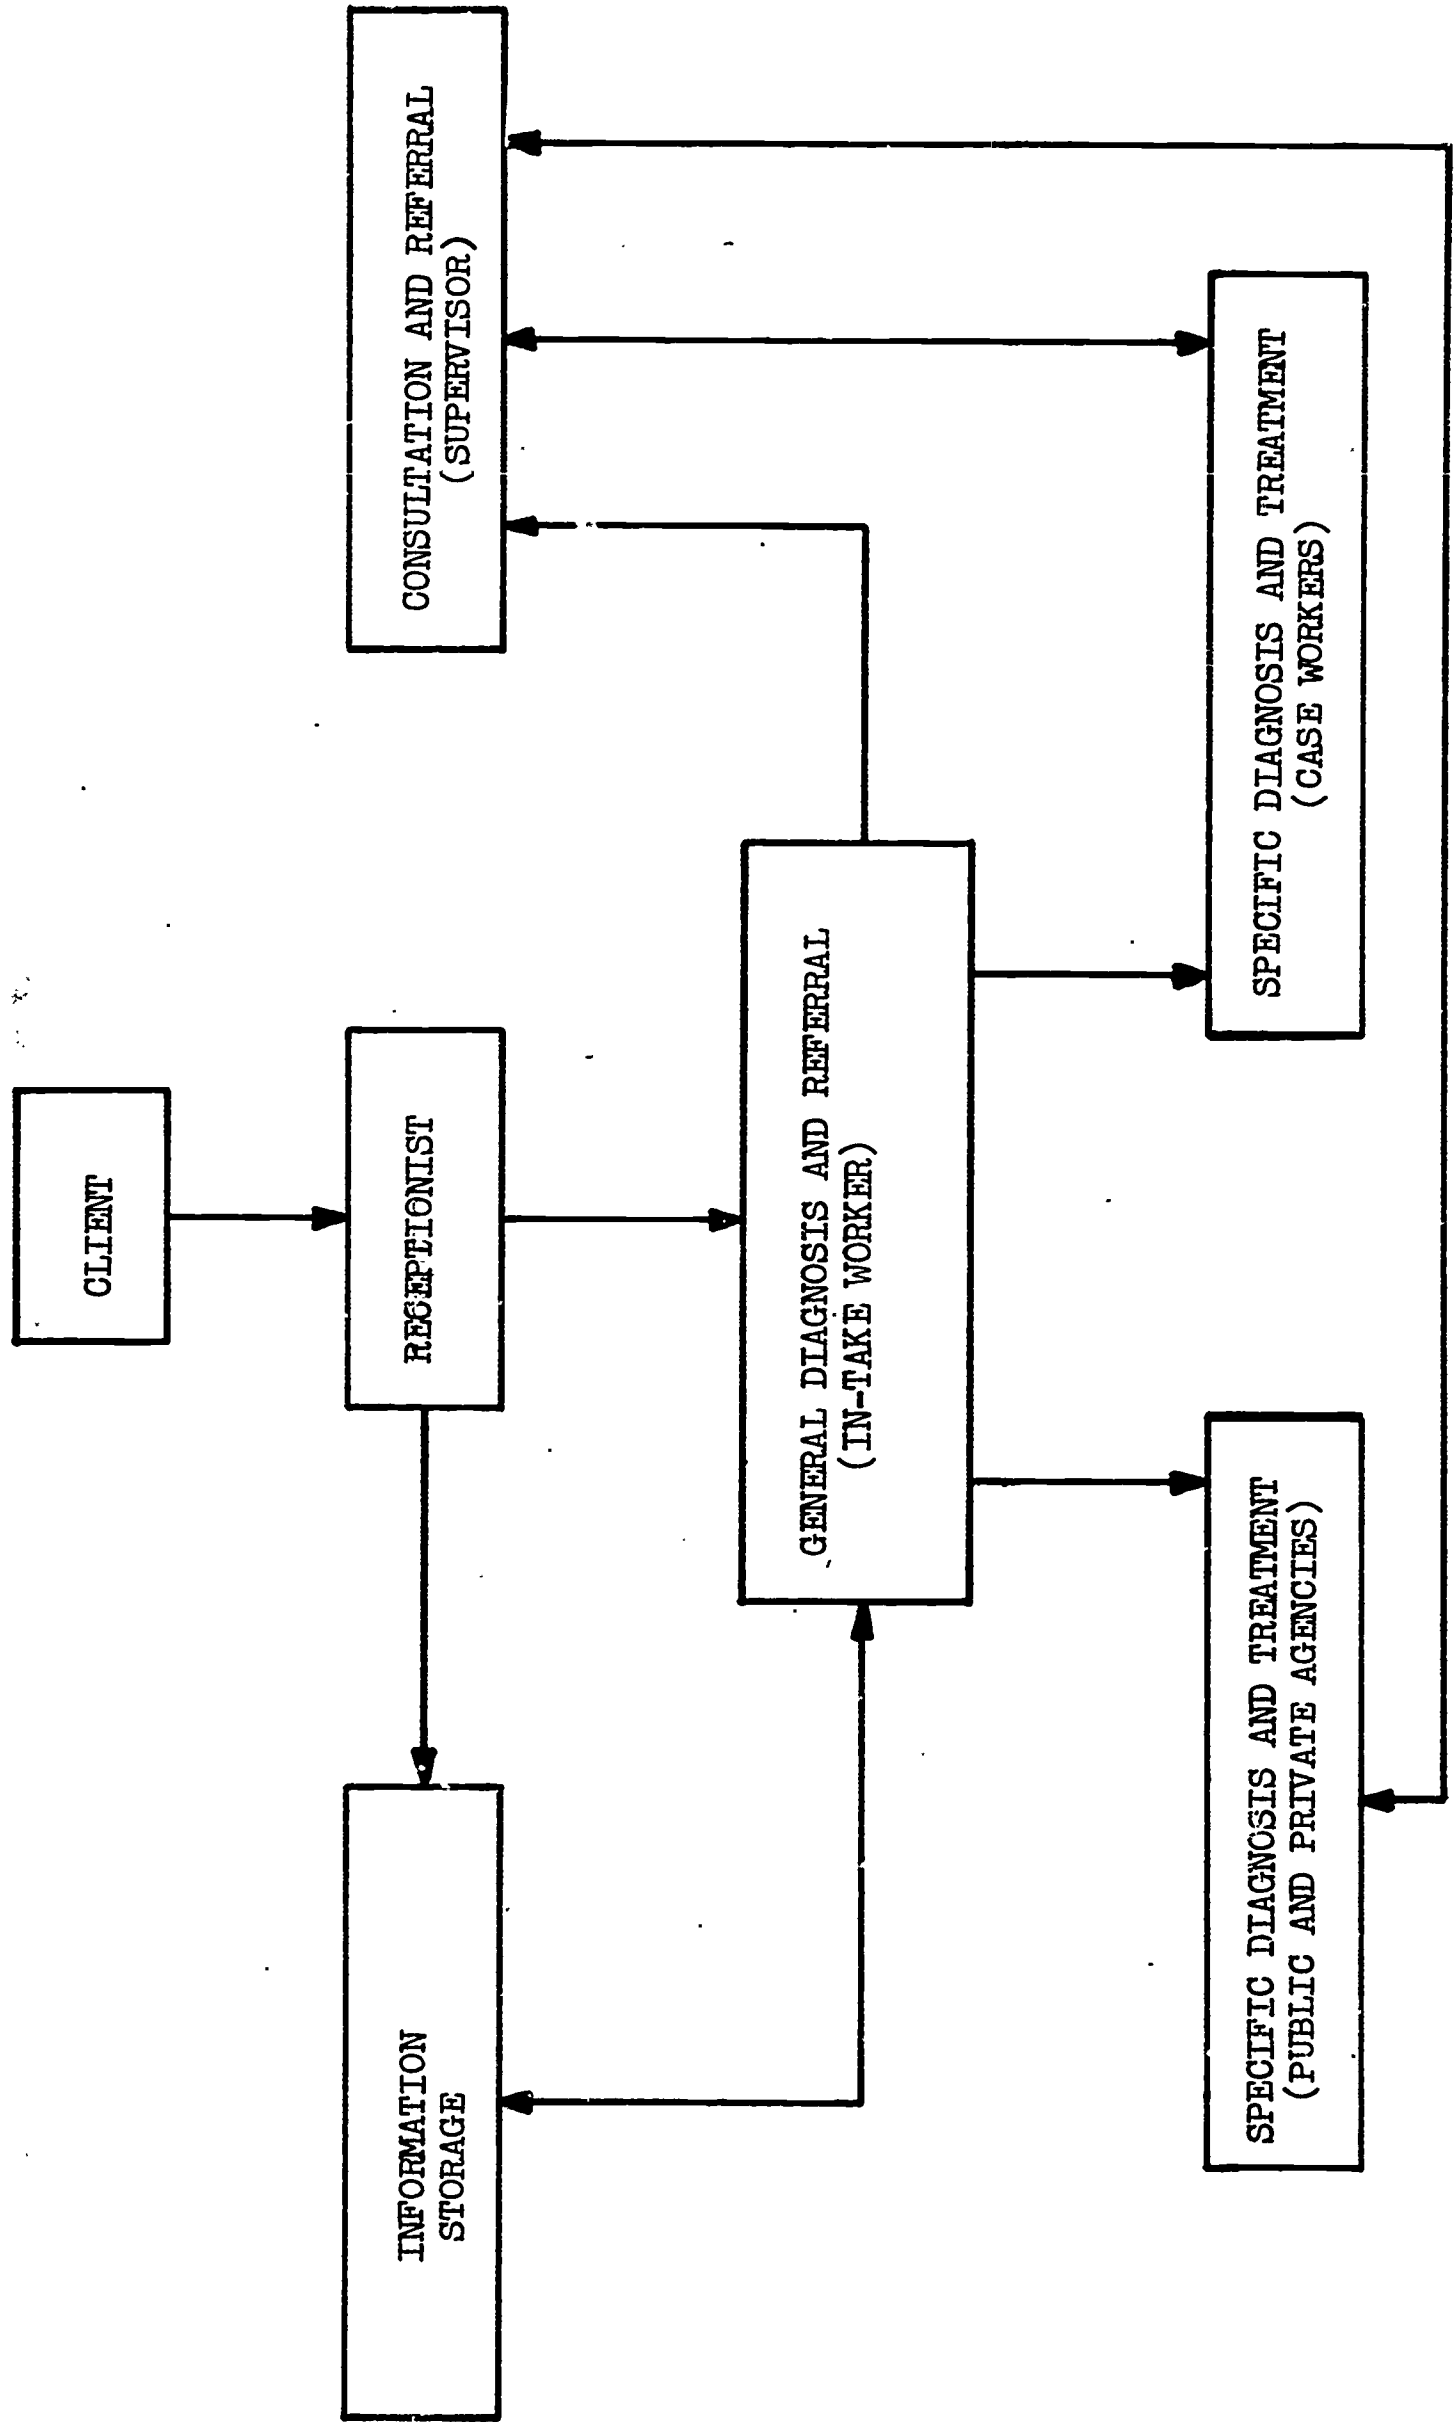 CLIENT
INFORMATION
STORAGE
RECEPTIONIST
CONSULTATION AND REFERRAL
(SUPERVISOR)
GENERAL DIAGNOSIS AND REFERRAL
(IN-TAKE WORKER)
SPECIFIC DIAGNOSIS AND TREATMENT
(PUBLIC AND PRIVATE AGENCIES)
SPECIFIC DIAGNOSIS AND TREATMENT
(CASE WORKERS)